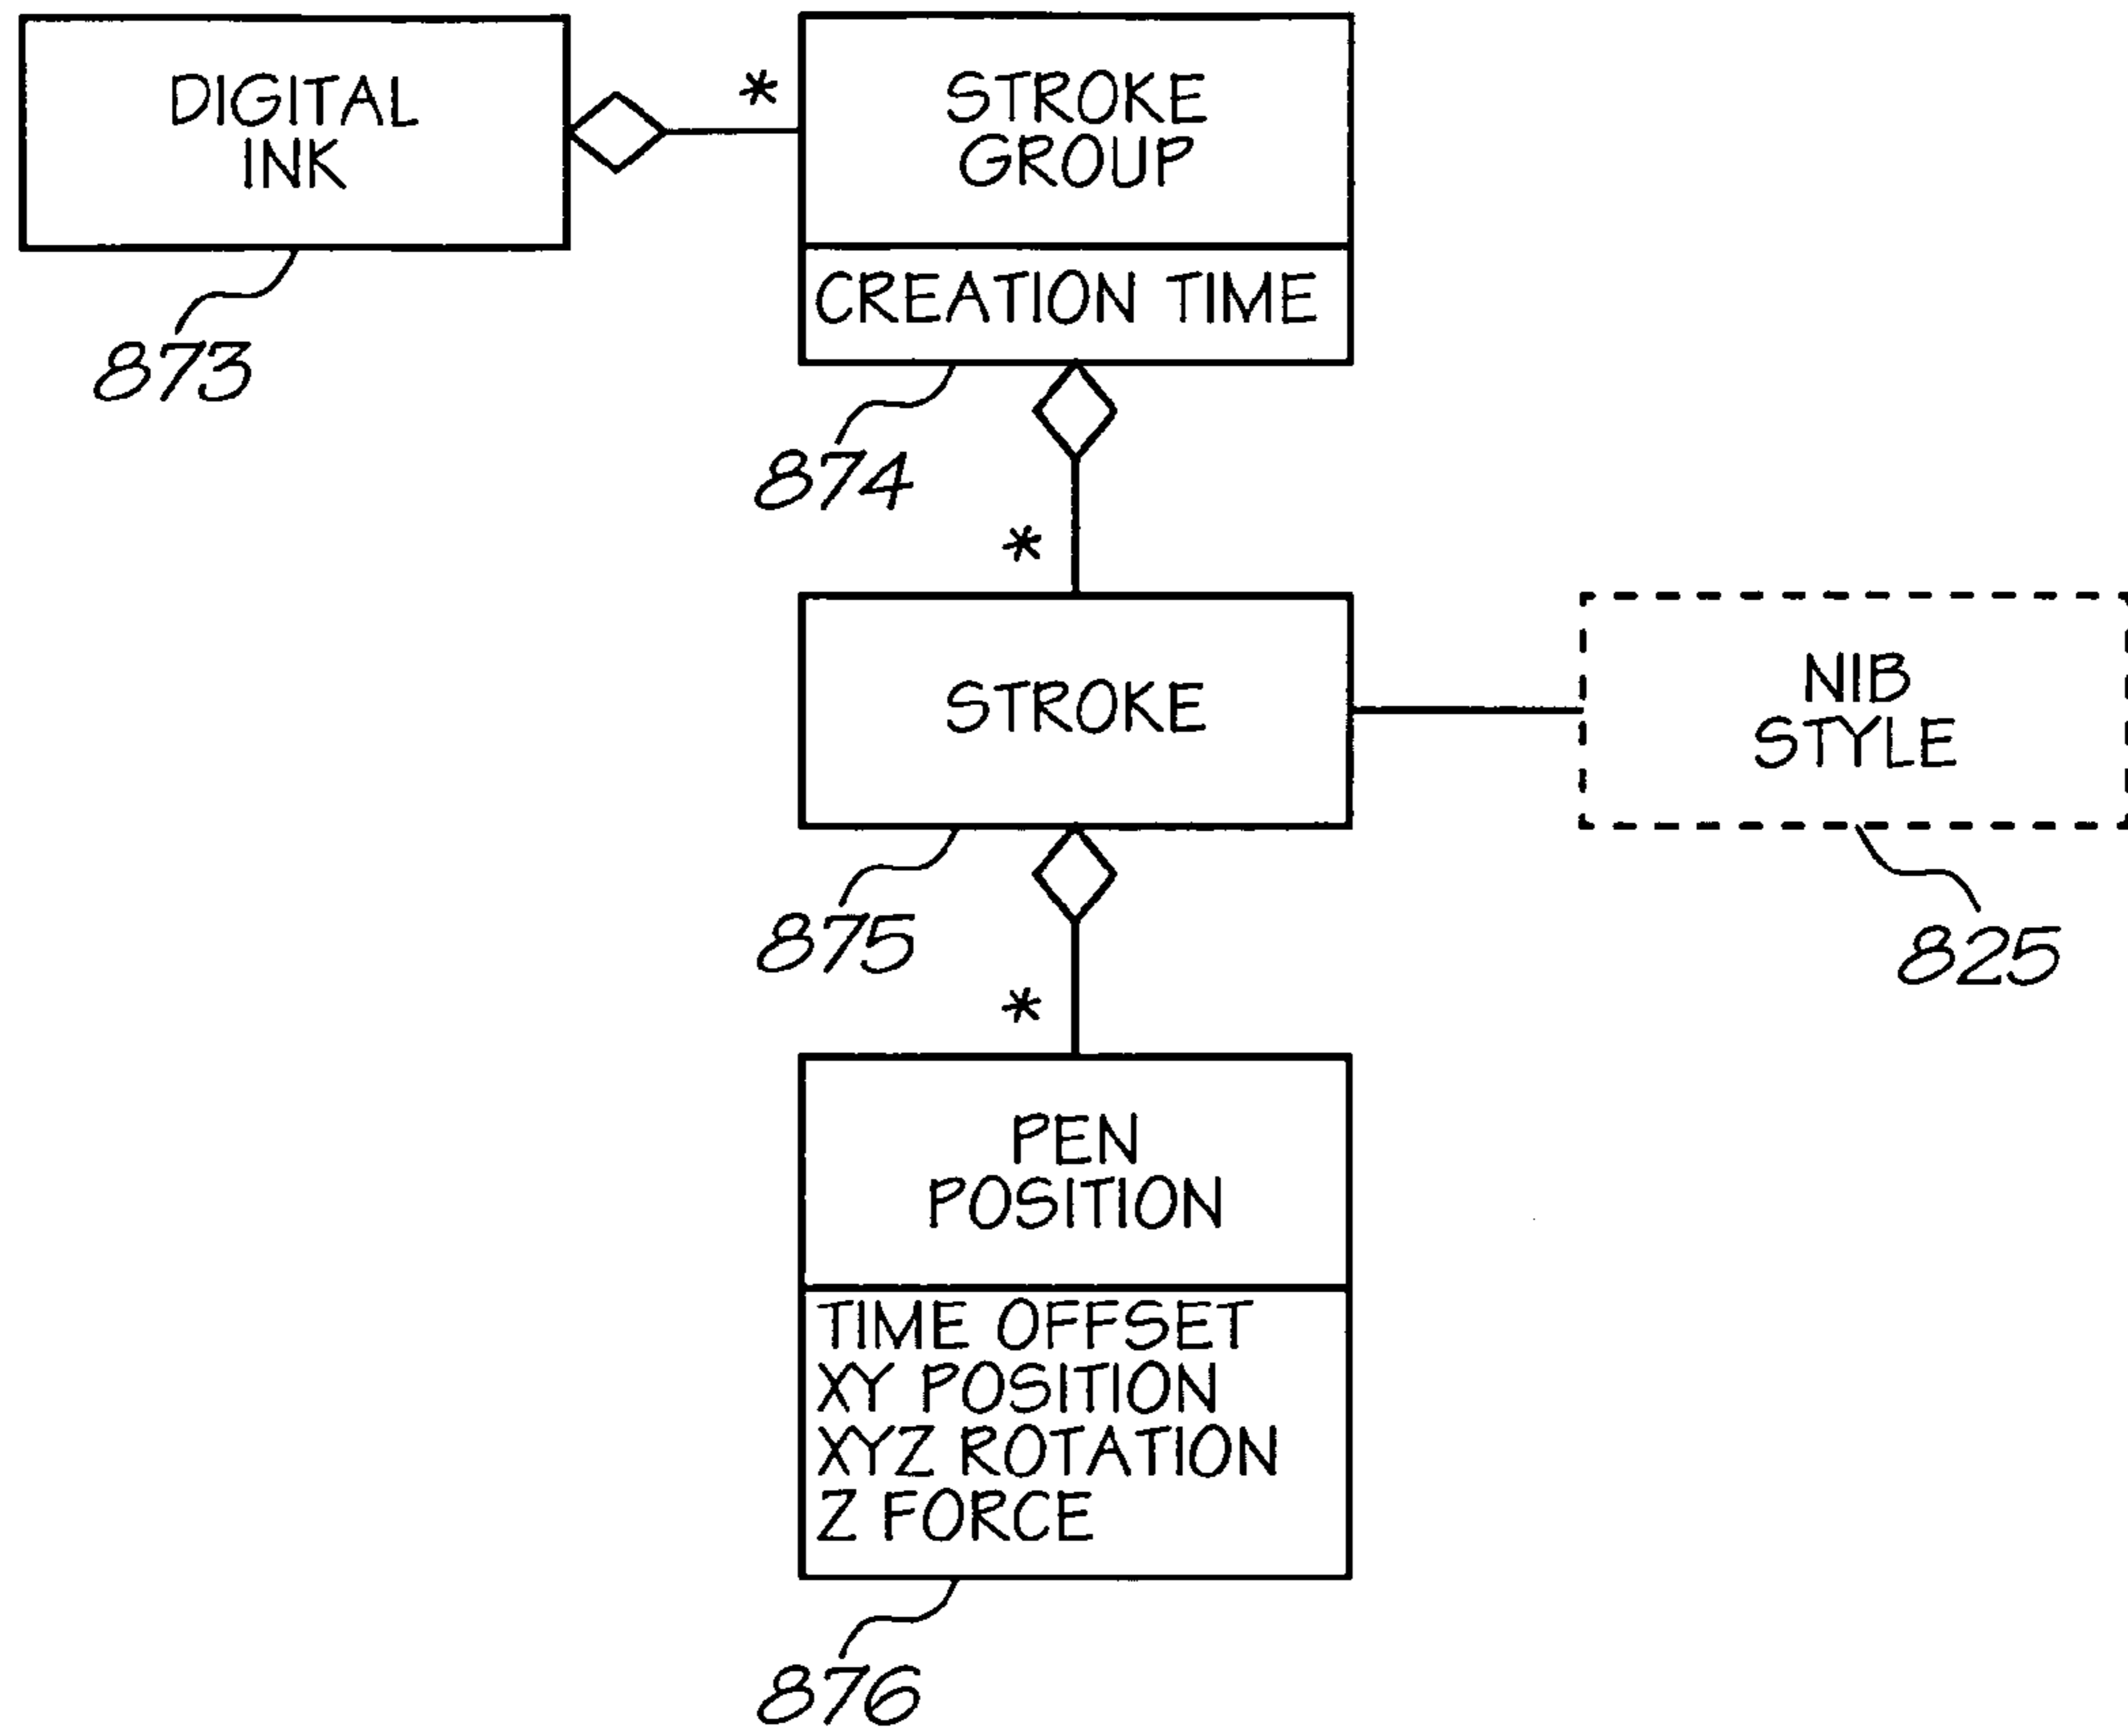 DIGITAL
INK
873
*
STROKE
GROUP
CREATION TIME
874
*
STROKE
875
NIB
STYLE
825
*
PEN
POSITION
TIME OFFSET
XY POSITION
XYZ ROTATION
Z FORCE
876